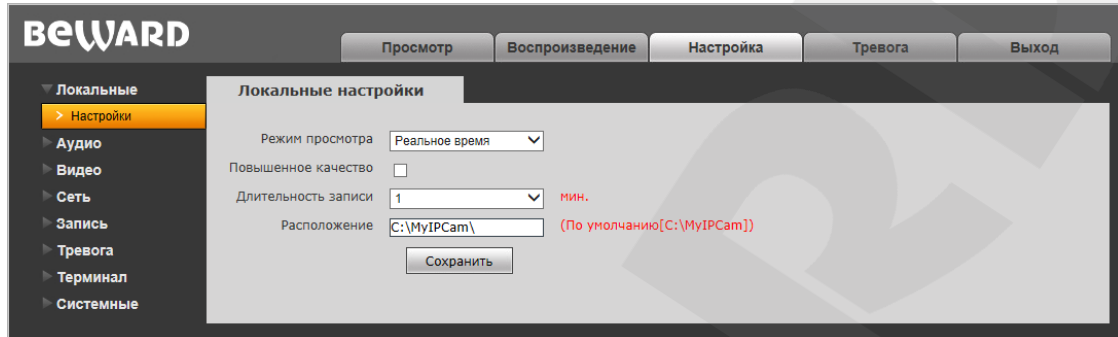 BEWARD
Просмотр Воспроизведение Настройка Тревога Выход
Локальные
Локальные настройки
> Настройки
Аудио
Видео
Сеть
Запись
Тревога
Терминал
Системные
Режим просмотра Реальное время
Повышенное качество
Длительность записи 1 мин.
Расположение C:\MyIPCam\ (По умолчанию[C:\MyIPCam])
Сохранить